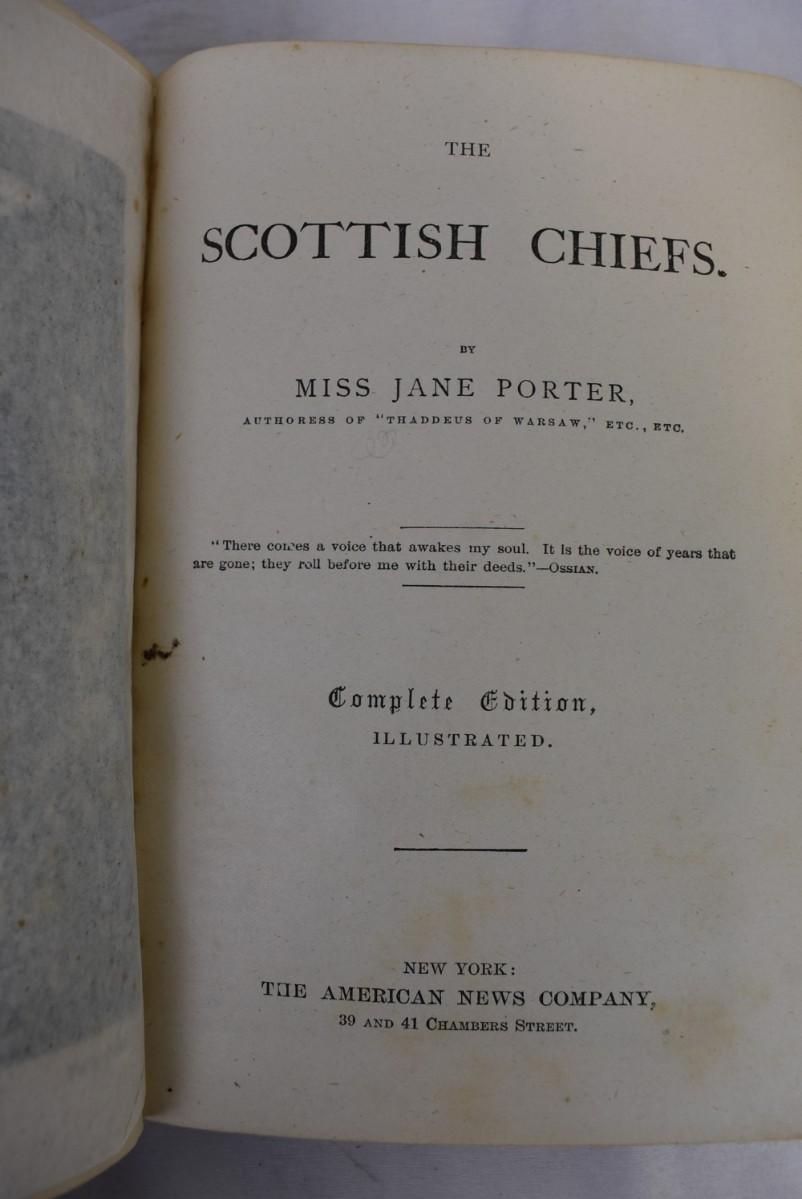 THE
SCOTTISH CHIEFS.
BY
MISS JANE PORTER,
AUTHORESS OF "THADDEUS OF WARSAW," ETC., ETC.
"There comes a voice that awakes my soul. It is the voice of years that
are gone; they roll before me with their deeds."—OSSIAN.
Complete Edition,
ILLUSTRATED.
NEW YORK:
THE AMERICAN NEWS COMPANY,
39 AND 41 CHAMBERS STREET.